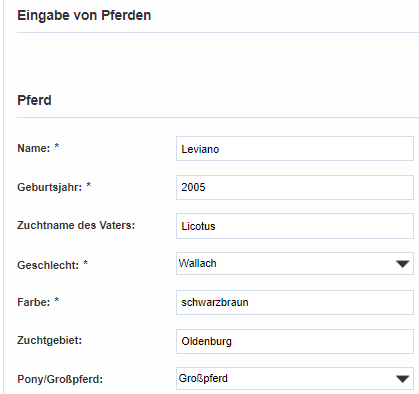 Eingabe von Pferden
Pferd
Name: * Leviano
Geburtsjahr: * 2005
Zuchtname des Vaters: Licotus
Geschlecht: * Wallach
Farbe: * schwarzbraun
Zuchtgebiet: Oldenburg
Pony/Großpferd: Großpferd